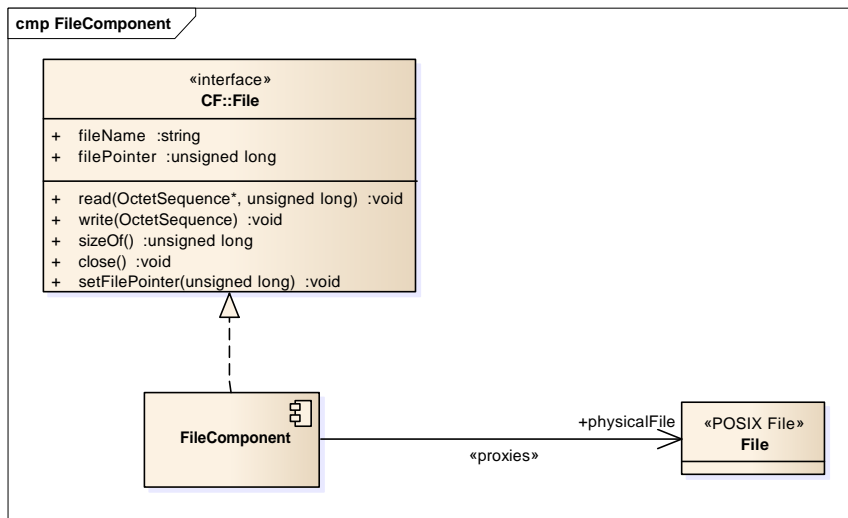 cmp FileComponent
«interface»
CF::File
+ fileName :string
+ filePointer :unsigned long
+ read(OctetSequence*, unsigned long) :void
+ write(OctetSequence) :void
+ sizeOf() :unsigned long
+ close() :void
+ setFilePointer(unsigned long) :void
FileComponent
+physicalFile
«proxies»
«POSIX File»
File